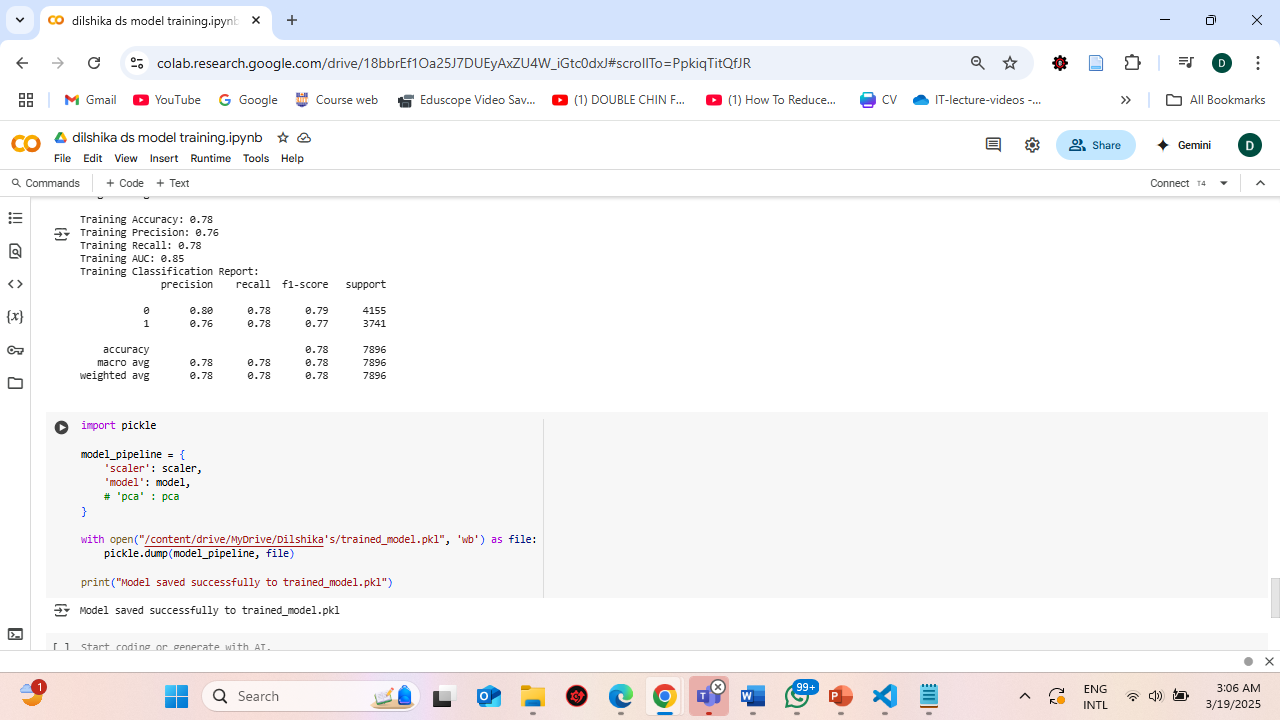 dilshika ds model training.ipynb
colab.research.google.com/drive/18bbrEf1Oa25J7DUEyAxZU4W_iGtc0dxJ#scrollTo=PpkiqTitQfJR
D
Gmail YouTube Google Course web Eduscope Video Sav... (1) DOUBLE CHIN F... (1) How To Reduce... CV IT-lecture-videos -... All Bookmarks
dilshika ds model training.ipynb
Share Gemini D
File Edit View Insert Runtime Tools Help
Commands + Code + Text Connect T4
Training Accuracy: 0.78
Training Precision: 0.76
Training Recall: 0.78
Training AUC: 0.85
Training Classification Report:
precision recall f1-score support
0 0.80 0.78 0.79 4155
1 0.76 0.78 0.77 3741
accuracy 0.78 7896
macro avg 0.78 0.78 0.78 7896
weighted avg 0.78 0.78 0.78 7896
import pickle
model_pipeline = {
'scaler': scaler,
'model': model,
# 'pca' : pca
}
with open("/content/drive/MyDrive/Dilshika's/trained_model.pkl", 'wb') as file:
pickle.dump(model_pipeline, file)
print("Model saved successfully to trained_model.pkl")
Model saved successfully to trained_model.pkl
[ ] Start coding or generate with AI.
1
Search
99+
ENG
INTL
3:06 AM
3/19/2025